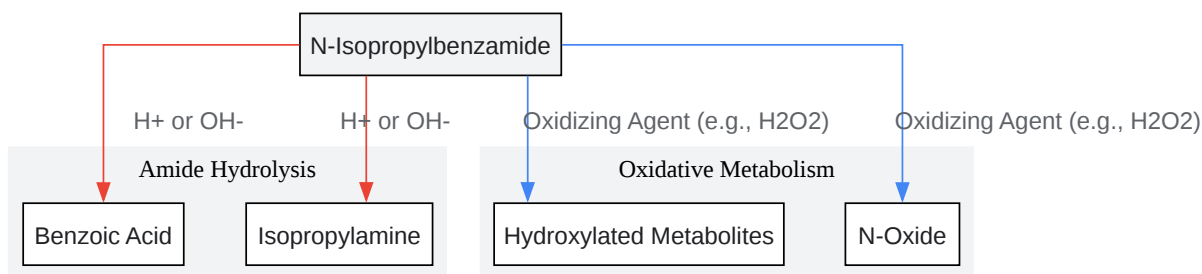 N-Isopropylbenzamide
H+ or OH-
H+ or OH-
Oxidizing Agent (e.g., H2O2)
Oxidizing Agent (e.g., H2O2)
Amide Hydrolysis
Oxidative Metabolism
Benzoic Acid
Isopropylamine
Hydroxylated Metabolites
N-Oxide